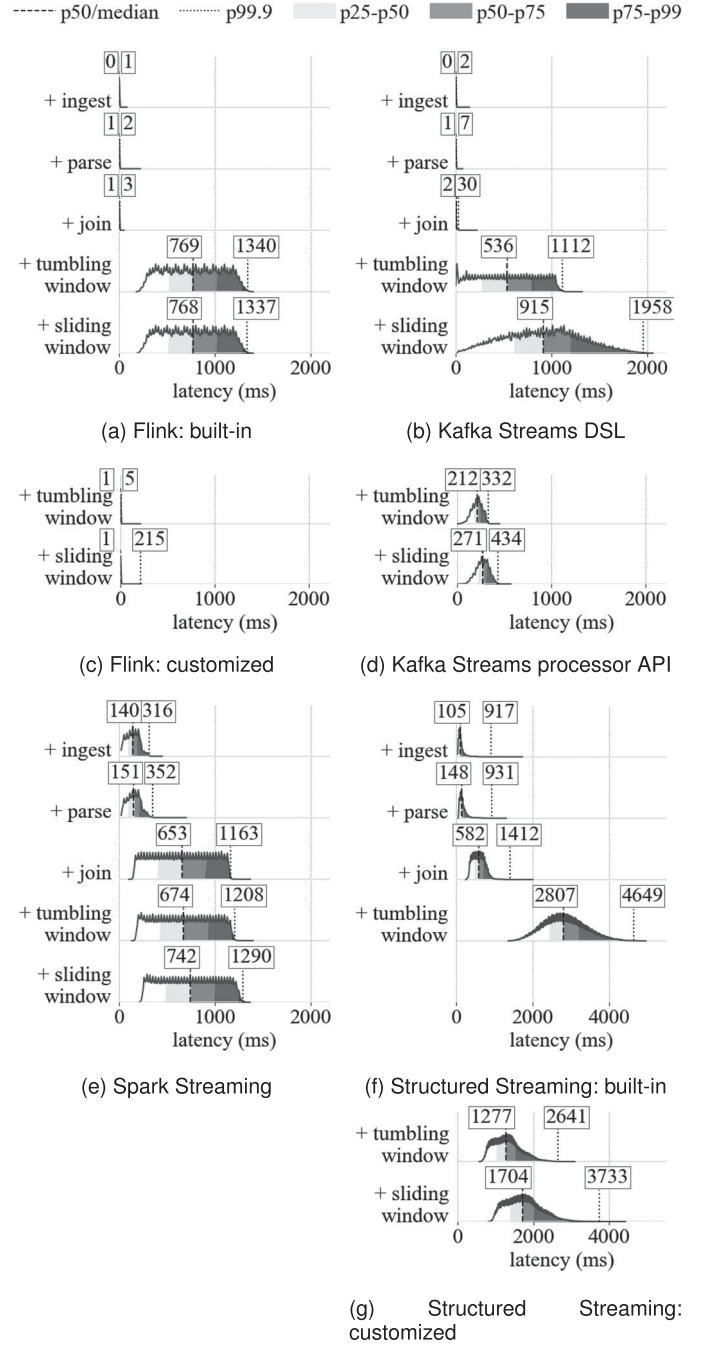 p50/median p99.9 p25-p50 p50-p75 p75-p99
0 1
+ ingest
1 2
+ parse
1 3
+ join
769 1340
+ tumbling
window
768 1337
+ sliding
window
0 1000 2000
latency (ms)
(a) Flink: built-in
0 2
+ ingest
1 7
+ parse
2 30
+ join
536 1112
+ tumbling
window
915 1958
+ sliding
window
0 1000 2000
latency (ms)
(b) Kafka Streams DSL
1 5
+ tumbling
window
1 215
+ sliding
window
0 1000 2000
latency (ms)
(c) Flink: customized
212 332
+ tumbling
window
271 434
+ sliding
window
0 1000 2000
latency (ms)
(d) Kafka Streams processor API
140 316
+ ingest
151 352
+ parse
653 1163
+ join
674 1208
+ tumbling
window
742 1290
+ sliding
window
0 1000 2000
latency (ms)
(e) Spark Streaming
105 917
+ ingest
148 931
+ parse
582 1412
+ join
2807 4649
+ tumbling
window
0 2000 4000
latency (ms)
(f) Structured Streaming: built-in
1277 2641
+ tumbling
window
1704 3733
+ sliding
window
0 2000 4000
latency (ms)
(g) Structured Streaming:
customized